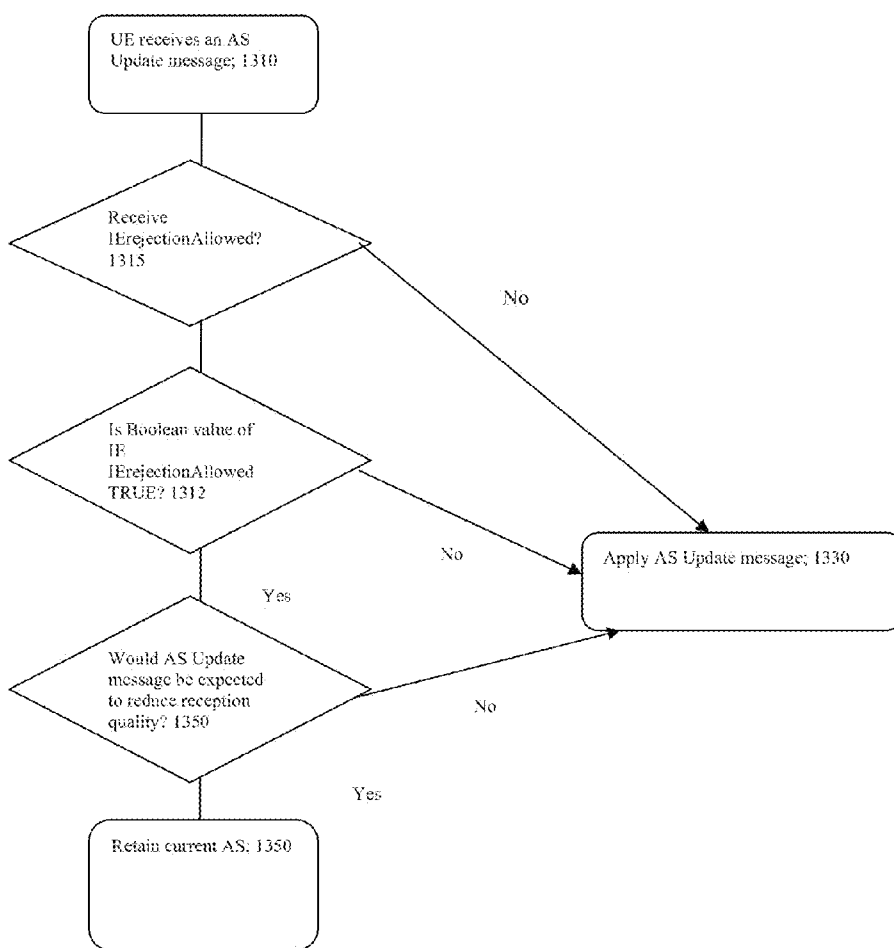 UE receives an AS
Update message; 1310
Receive
IErejectionAllowed?
1315
No
Is Boolean value of
IE
IErejectionAllowed
TRUE? 1312
No
Apply AS Update message; 1330
Yes
Would AS Update
message be expected
to reduce reception
quality? 1350
No
Yes
Retain current AS; 1350